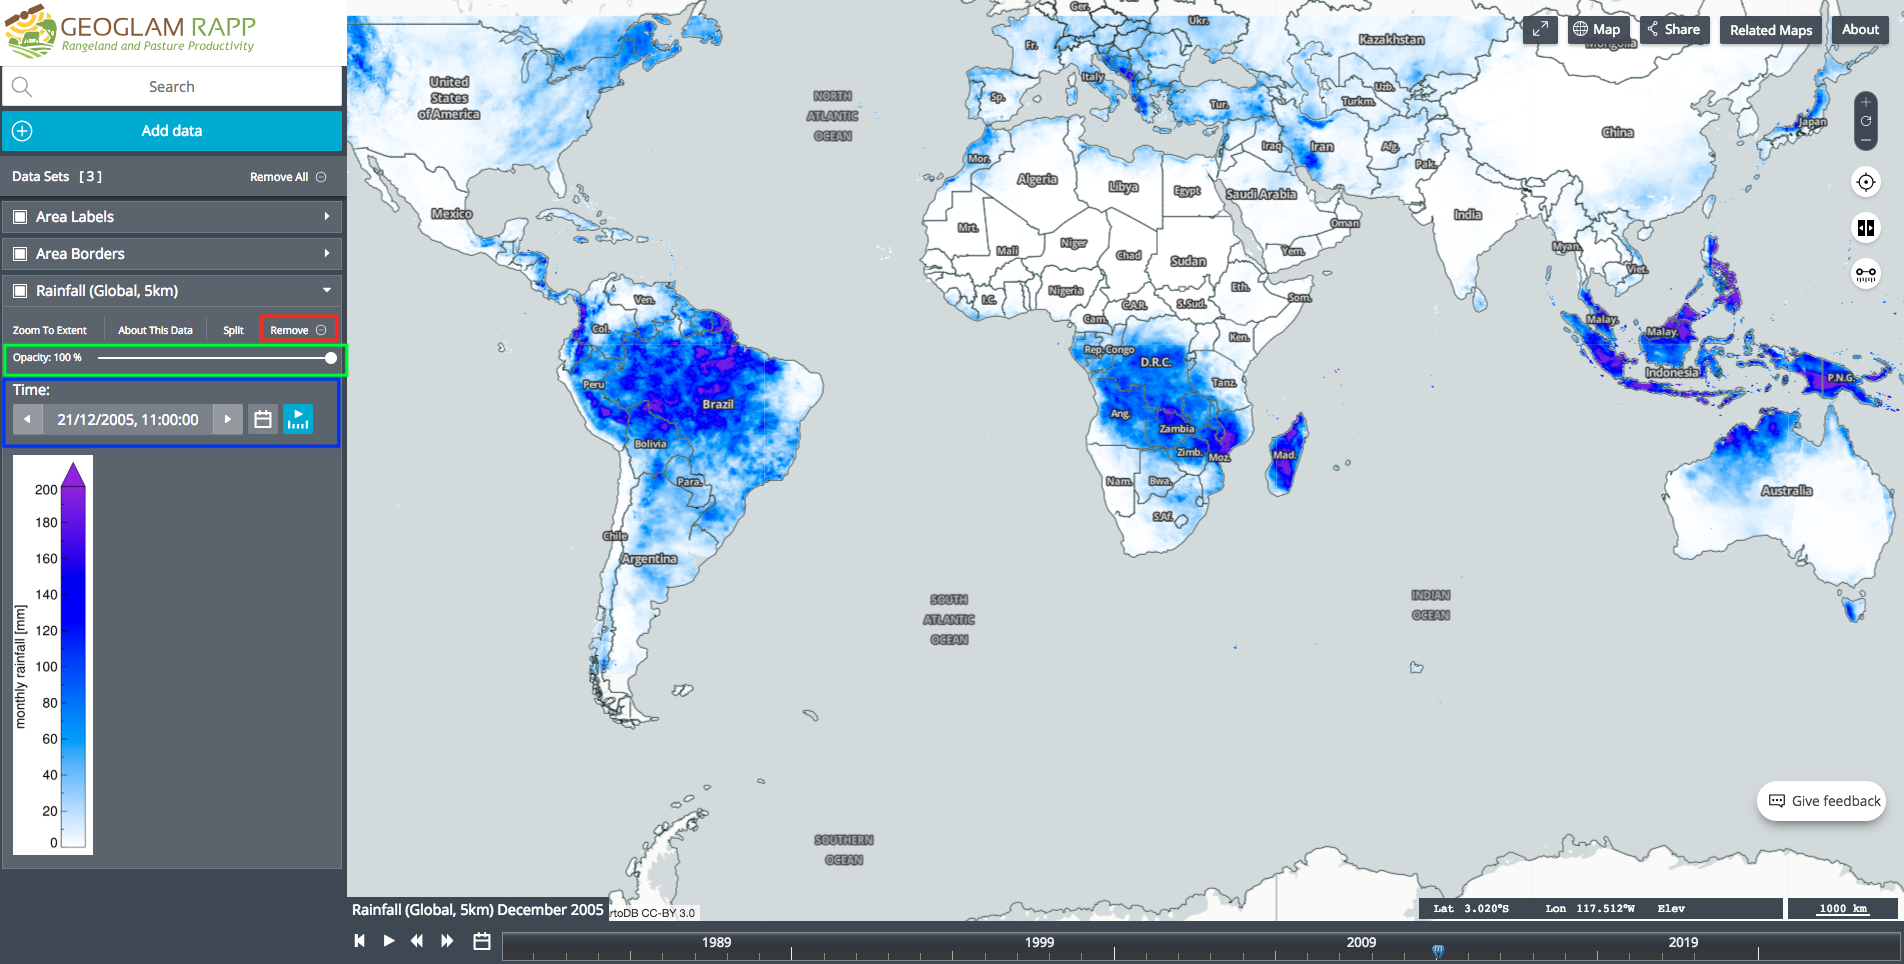 GEOGLAM RAPP
Rangeland and Pasture Productivity
Search
Add data
Data Sets [ 3 ]
Remove All
Area Labels
Area Borders
Rainfall (Global, 5km)
Zoom To Extent
About This Data
Split
Remove
Opacity: 100 %
Time:
21/12/2005, 11:00:00
monthly rainfall [mm]
200
180
160
140
120
100
80
60
40
20
0
Map
Share
Related Maps
About
Ger.
Ukr.
Kazakhstan
Mongolia
Fr.
United
States
of America
Italy
Sp.
Tur.
Uzb.
Turkm.
NORTH
ATLANTIC
OCEAN
China
Japan
Mor.
Iraq
Iran
Afg.
Pak.
Algeria
Libya
Egypt
Saudi Arabia
Oman
India
Mexico
Mrt.
Mali
Niger
Chad
Sudan
Yem.
Myan.
Viet.
Ven.
I.C.
Nigeria
C.A.R.
S.Sud.
Eth.
Som.
Col.
Cam.
Ken.
Malay.
Malay.
Rep. Congo
D.R.C.
Indonesia
P.N.G.
Peru
Brazil
Tanz.
Ang.
Zambia
Bolivia
Zimb.
Moz.
Mad.
Para.
Nam.
Bwa.
Australia
S.Af.
Chile
Argentina
SOUTH
ATLANTIC
OCEAN
INDIAN
OCEAN
SOUTHERN
OCEAN
Give feedback
Rainfall (Global, 5km) December 2005
rtoDB CC-BY 3.0
Lat 3.020°S Lon 117.512°W Elev
1000 km
1989
1999
2009
2019